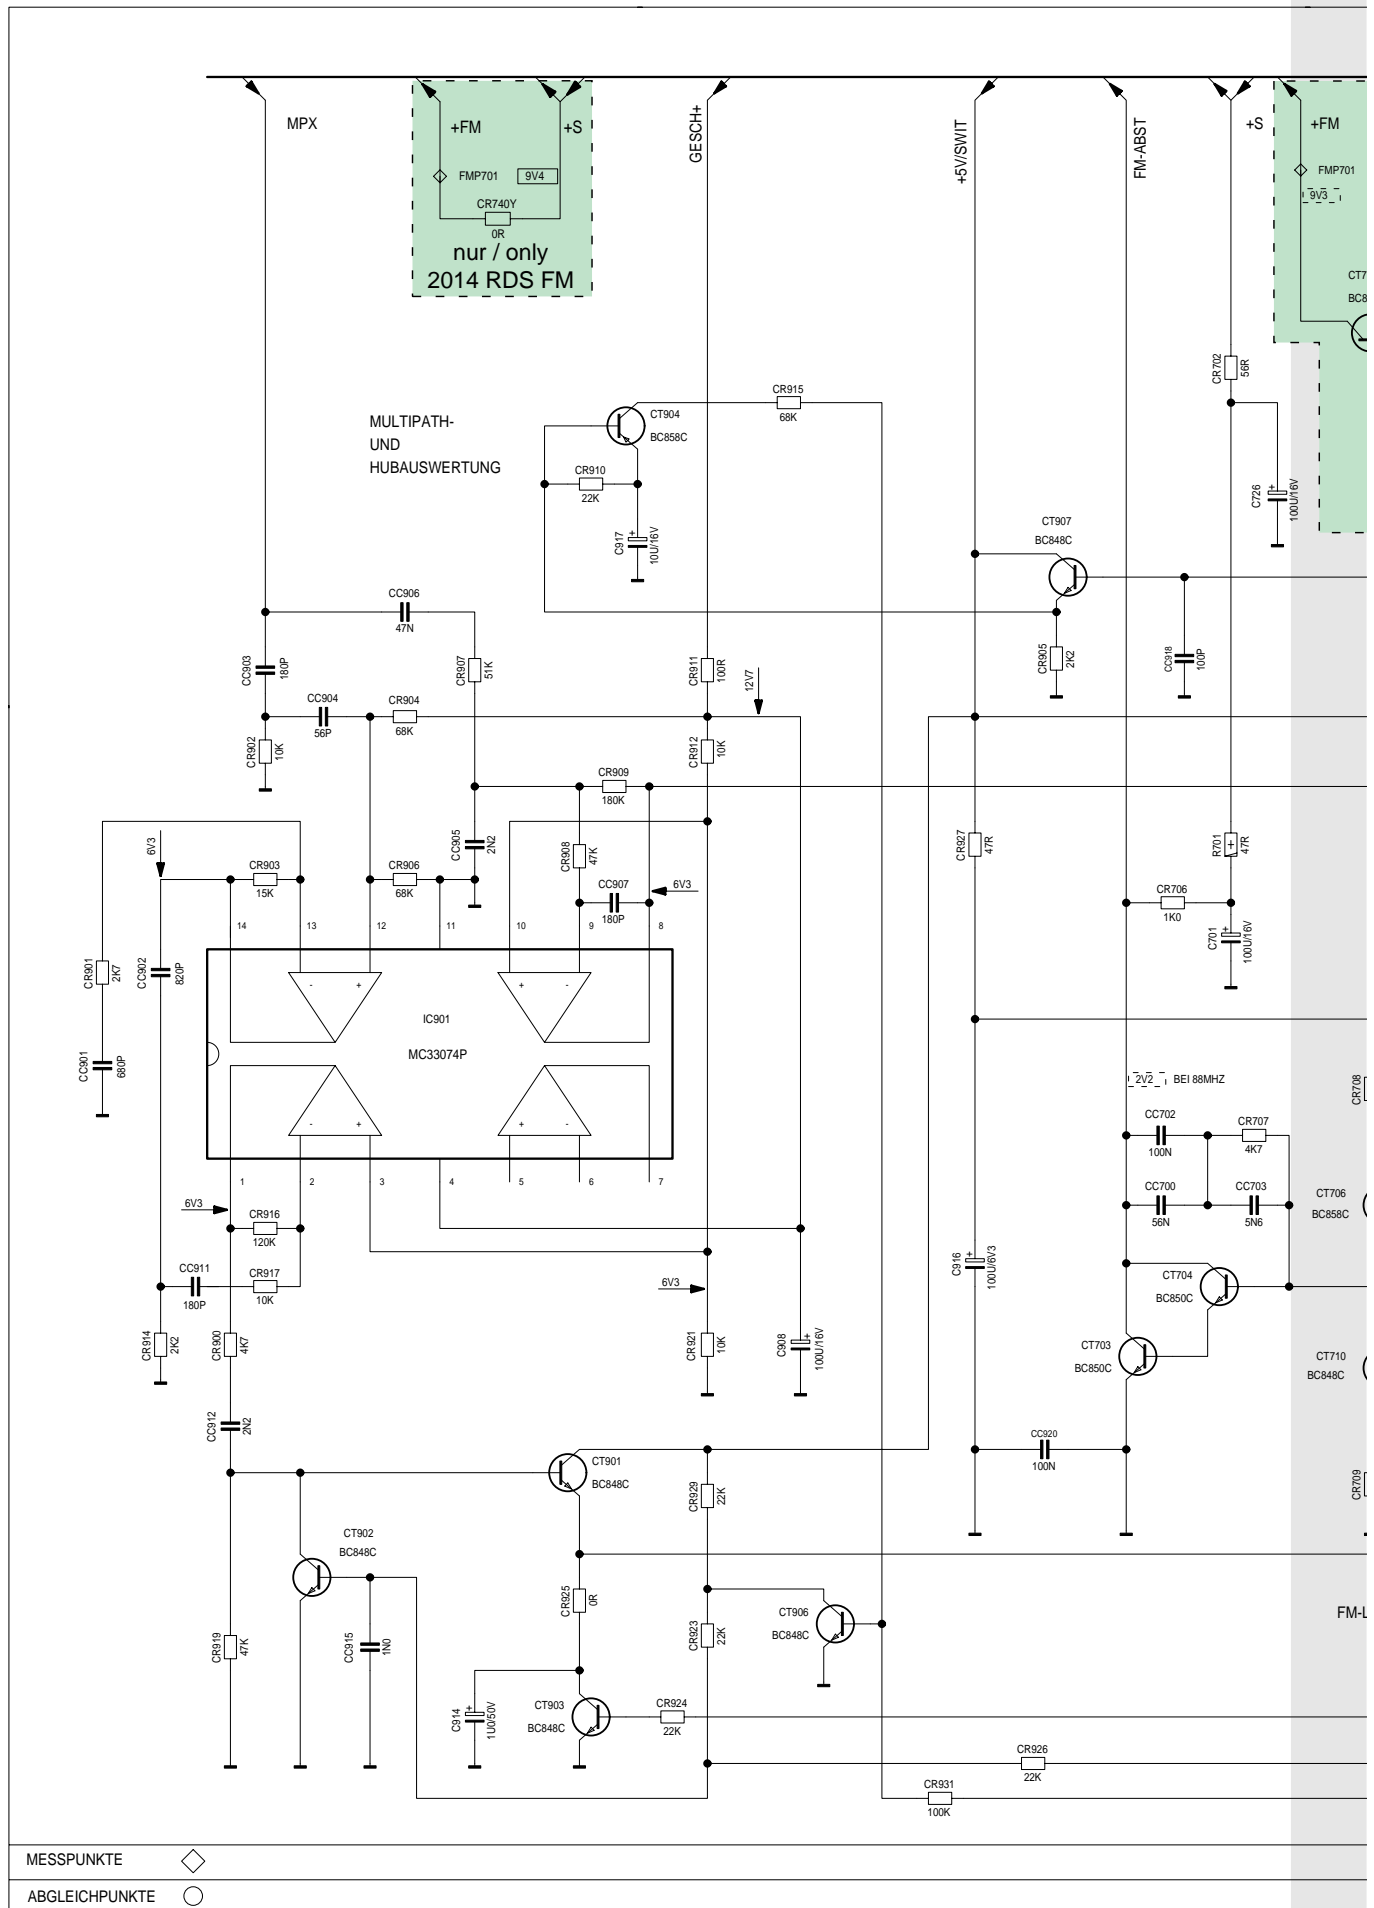 MPX
+FM
+S
FMP701
9V4
CR740Y
0R
nur / only
2014 RDS FM
GESCH+
+5V/SWIT
FM-ABST
+S
+FM
FMP701
9V3
CT7
BC8
CR702
56R
CR915
68K
CT904
BC858C
MULTIPATH-
UND
HUBAUSWERTUNG
CR910
22K
C917
10U/16V
C726
100U/16V
CT907
BC848C
CC906
47N
CC903
180P
CR907
51K
CR911
100R
12V7
CR905
2K2
CC918
100P
CC904
56P
CR904
68K
CR902
10K
CR912
10K
CR909
180K
6V3
CC905
2N2
CR908
47K
CR927
47R
R701
47R
CR903
15K
CR906
68K
CC907
180P
6V3
CR706
1K0
14
13
12
11
10
9
8
C701
100U/16V
CR901
2K7
CC902
820P
-
+
+
-
IC901
MC33074P
CC901
680P
2V2
BEI 88MHZ
CR708
CC702
100N
CR707
4K7
-
+
+
-
1
2
3
4
5
6
7
CC700
56N
CC703
5N6
CT706
BC858C
6V3
CR916
120K
C916
100U/6V3
CC911
180P
CR917
10K
6V3
CT704
BC850C
CR914
2K2
CR900
4K7
CR921
10K
C908
100U/16V
CT703
BC850C
CT710
BC848C
CC912
2N2
CC920
100N
CT901
BC848C
CR929
22K
CR709
CT902
BC848C
CR925
0R
CT906
BC848C
FM-L
CR919
47K
CC915
1N0
CR923
22K
C914
1U0/50V
CT903
BC848C
CR924
22K
CR926
22K
CR931
100K
MESSPUNKTE
ABGLEICHPUNKTE